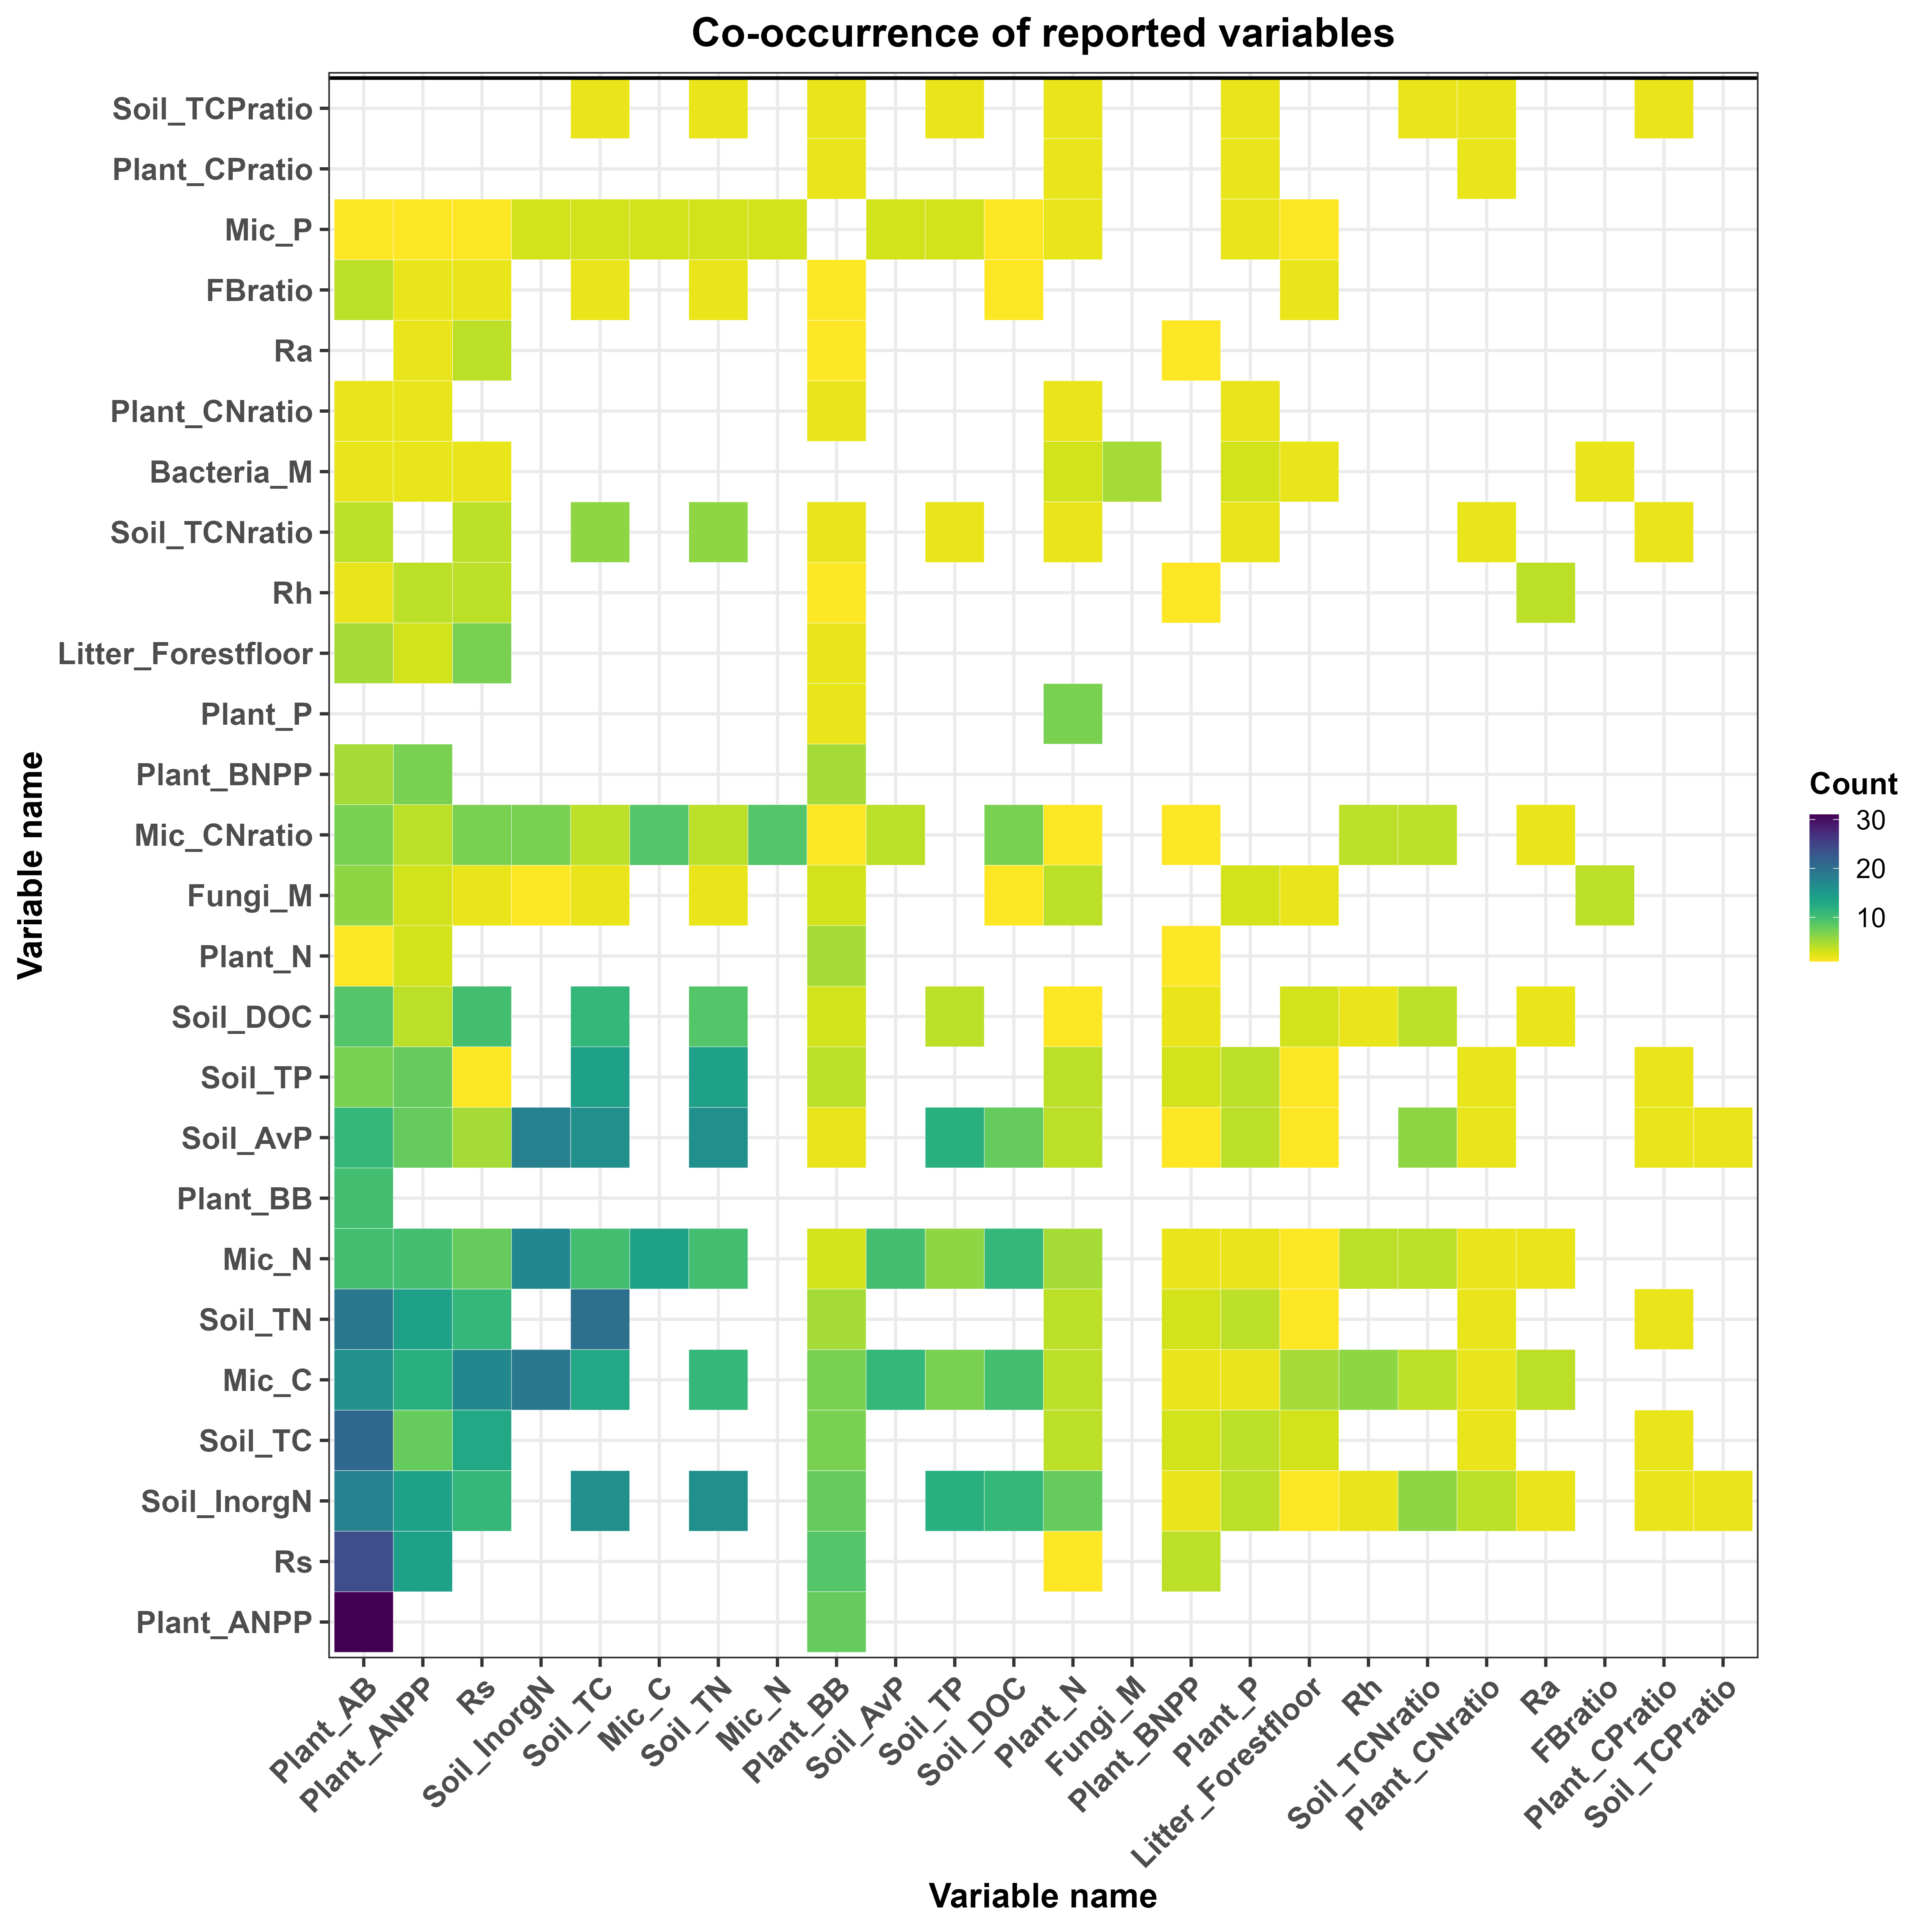 Co-occurrence of reported variables
Variable name
Soil_TCPratio
Plant_CPratio
Mic_P
FBratio
Ra
Plant_CNratio
Bacteria_M
Soil_TCNratio
Rh
Litter_Forestfloor
Plant_P
Plant_BNPP
Mic_CNratio
Fungi_M
Plant_N
Soil_DOC
Soil_TP
Soil_AvP
Plant_BB
Mic_N
Soil_TN
Mic_C
Soil_TC
Soil_InorgN
Rs
Plant_ANPP
Plant_AB
Plant_ANPP
Rs
Soil_InorgN
Soil_TC
Mic_C
Soil_TN
Mic_N
Plant_BB
Soil_AvP
Soil_TP
Soil_DOC
Plant_N
Fungi_M
Plant_BNPP
Plant_P
Litter_Forestfloor
Rh
Soil_TCNratio
Plant_CNratio
Ra
FBratio
Plant_CPratio
Soil_TCPratio
Variable name
Count
30
20
10